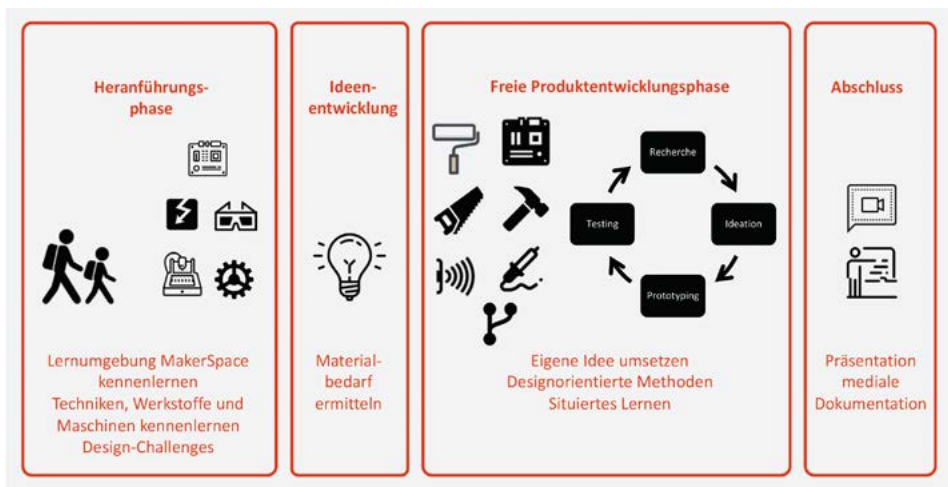 Heranführungs-
phase
Lernumgebung MakerSpace
kennenlernen
Techniken, Werkstoffe und
Maschinen kennenlernen
Design-Challenges
Ideen-
entwicklung
Material-
bedarf
ermitteln
Freie Produktentwicklungsphase
Recherche
Ideation
Prototyping
Testing
Eigene Idee umsetzen
Designorientierte Methoden
Situiertes Lernen
Abschluss
Präsentation
mediale
Dokumentation